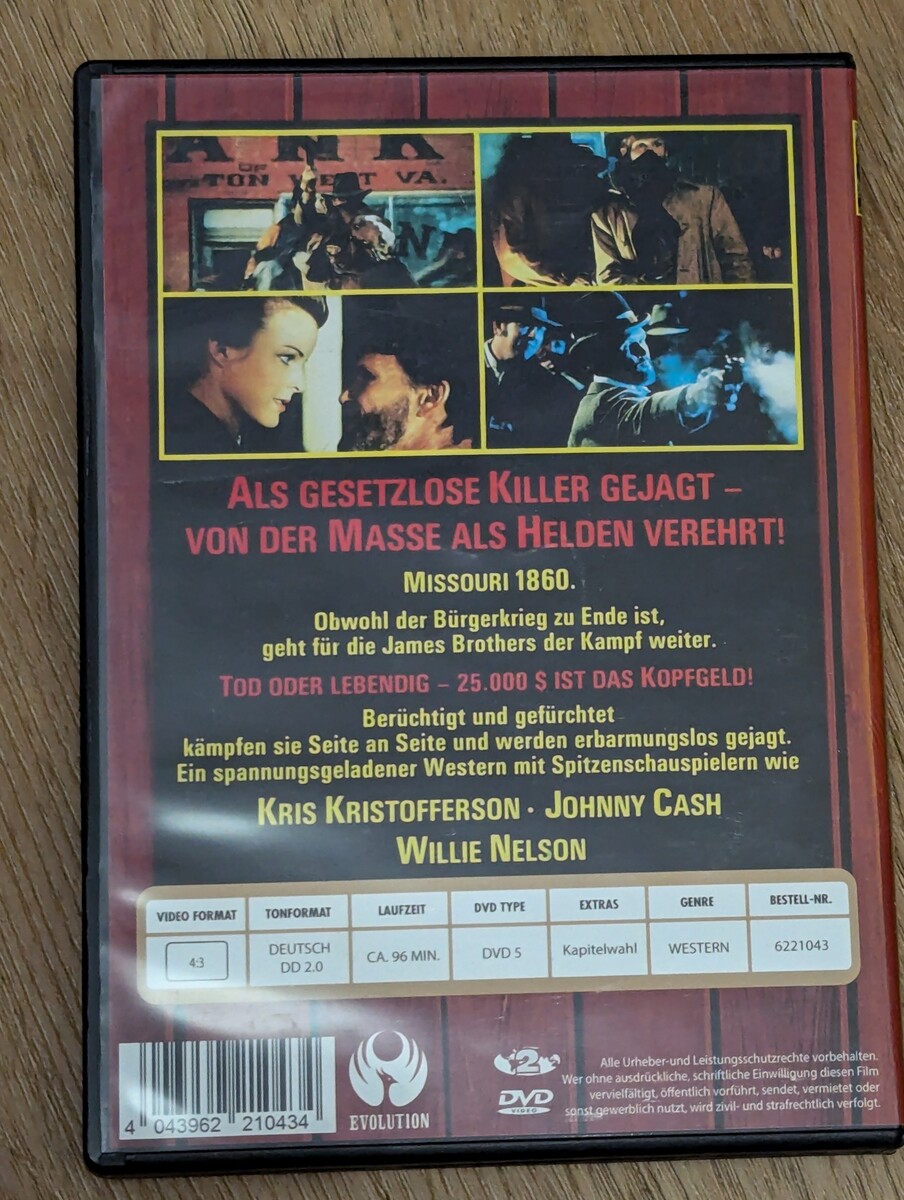 ANK
OF
TON WEST VA.
ALS GESETZLOSE KILLER GEJAGT –
VON DER MASSE ALS HELDEN VEREHRT!
MISSOURI 1860.
Obwohl der Bürgerkrieg zu Ende ist,
geht für die James Brothers der Kampf weiter.
TOD ODER LEBENDIG – 25.000 $ IST DAS KOPFGELD!
Berüchtigt und gefürchtet
kämpfen sie Seite an Seite und werden erbarmungslos gejagt.
Ein spannungsgeladener Western mit Spitzenschauspielern wie
KRIS KRISTOFFERSON · JOHNNY CASH
WILLIE NELSON
VIDEO FORMAT TONFORMAT LAUFZEIT DVD TYPE EXTRAS GENRE BESTELL-NR.
4:3 DEUTSCH DD 2.0 CA. 96 MIN. DVD 5 Kapitelwahl WESTERN 6221043
4 043962 210434
EVOLUTION
2
DVD
VIDEO
Alle Urheber-und Leistungsschutzrechte vorbehalten.
Wer ohne ausdrückliche, schriftliche Einwilligung diesen Film
vervielfältigt, öffentlich vorführt, sendet, vermietet oder
sonst gewerblich nutzt, wird zivil- und strafrechtlich verfolgt.